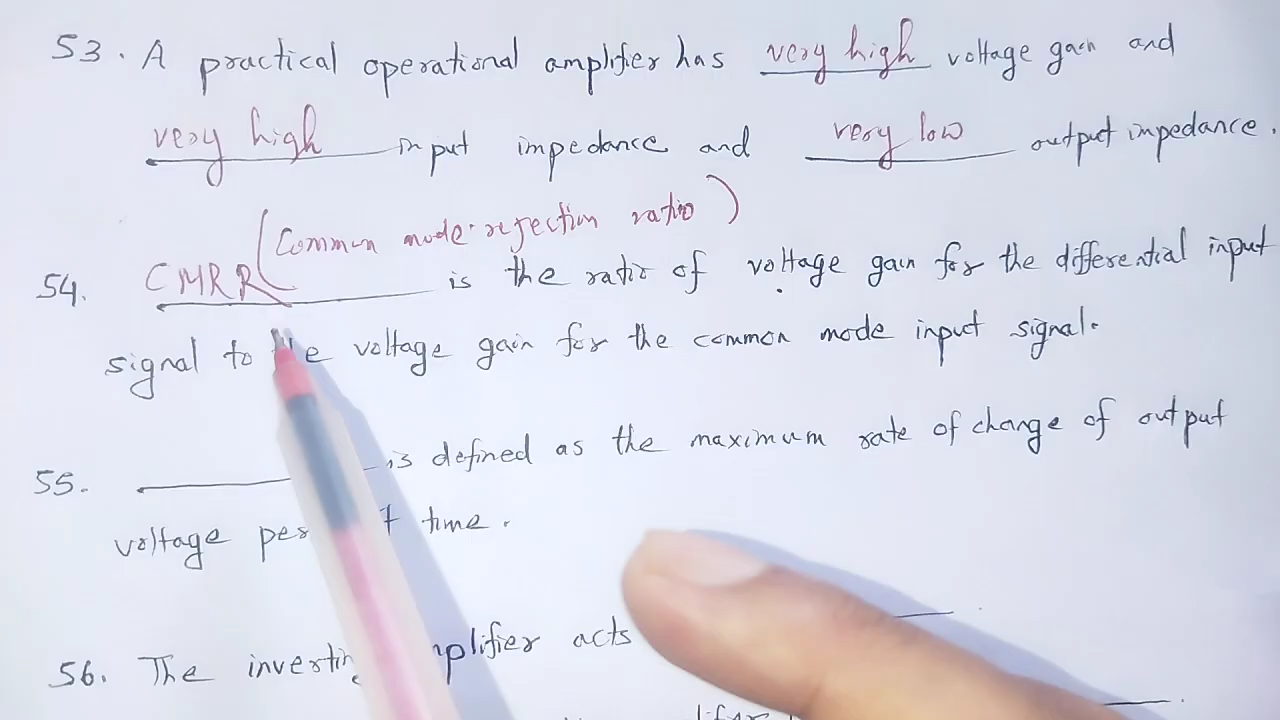 53. A practical operational amplifier has very high voltage gain and
very high input impedance and very low output impedance.
(Common mode rejection ratio)
54. CMRR is the ratio of voltage gain for the differential input
signal to the voltage gain for the common mode input signal.
55. is defined as the maximum rate of change of output
voltage per time.
56. The acts